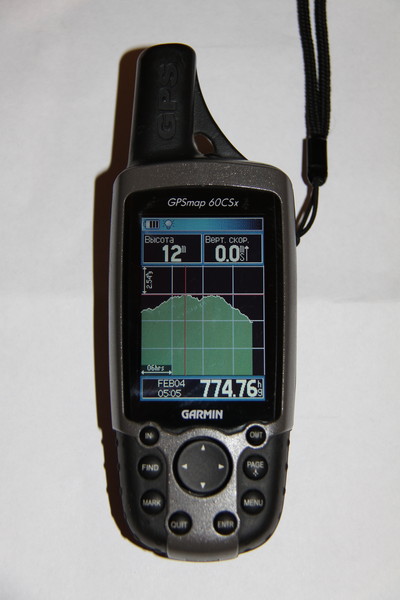 GPS
GPSmap 60CSx
Высота Верт. скор.
12 0.0
06hrs
FEB04
05:05 774.76
GARMIN
IN OUT
FIND PAGE
MARK MENU
QUIT ENTR